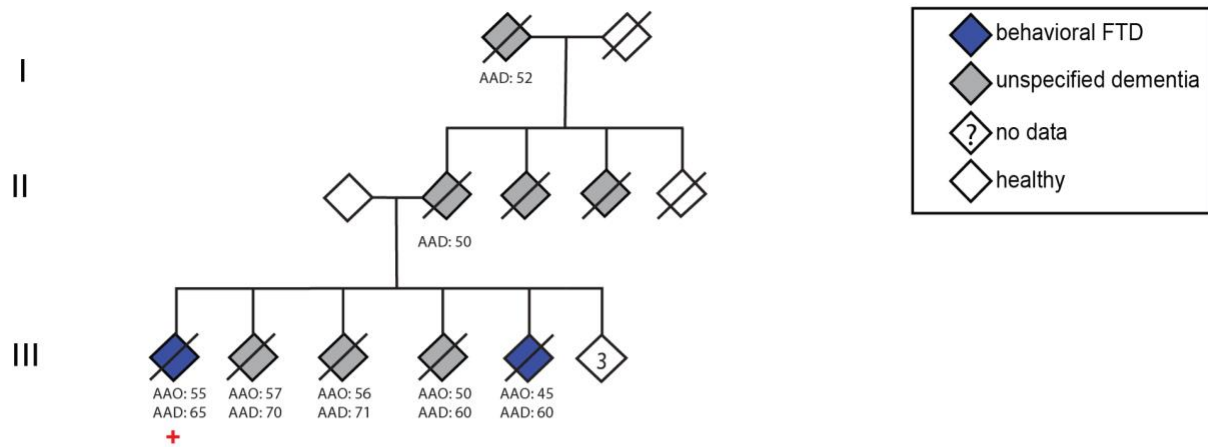 I
AAD: 52
behavioral FTD
unspecified dementia
? no data
healthy
II
AAD: 50
III
3
AAO: 55 AAO: 57 AAO: 56 AAO: 50 AAO: 45
AAD: 65 AAD: 70 AAD: 71 AAD: 60 AAD: 60
+